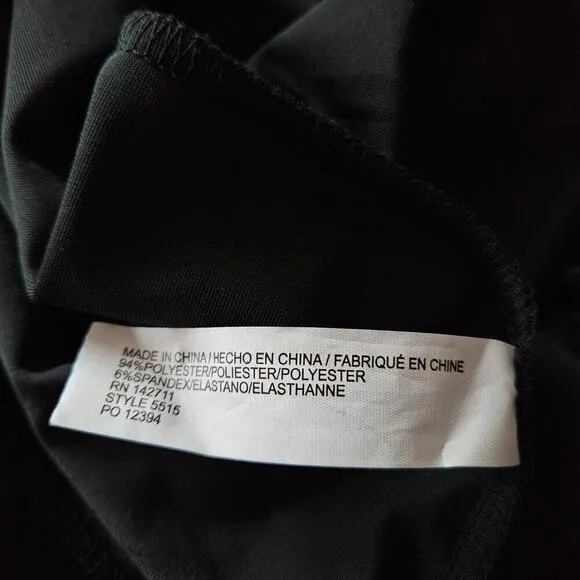 MADE IN CHINA / HECHO EN CHINA / FABRIQUÉ EN CHINE
94%POLYESTER/POLIESTER/POLYESTER
6%SPANDEX/ELASTANO/ELASTHANNE
RN 142711
STYLE 5515
PO 12394